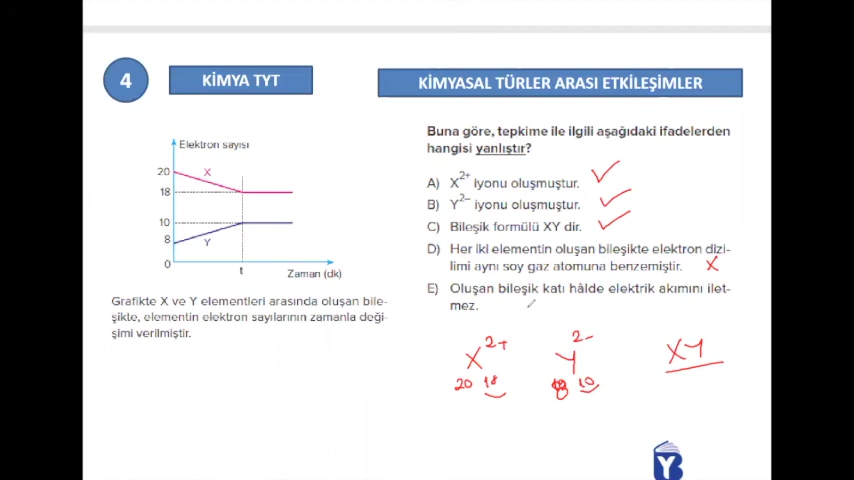 4
KİMYA TYT
KİMYASAL TÜRLER ARASI ETKİLEŞİMLER
Elektron sayısı
20
18
10
8
0
X
Y
t
Zaman (dk)
Grafikte X ve Y elementleri arasında oluşan bile-
şikte, elementin elektron sayılarının zamanla deği-
şimi verilmiştir.
Buna göre, tepkime ile ilgili aşağıdaki ifadelerden
hangisi yanlıştır?
A) X2+ iyonu oluşmuştur.
B) Y2– iyonu oluşmuştur.
C) Bileşik formülü XY dir.
D) Her iki elementin oluşan bileşikte elektron dizi-
limi aynı soy gaz atomuna benzemiştir. X
E) Oluşan bileşik katı hâlde elektrik akımını ilet-
mez.
X2+ Y2– XY
20 18 8 10
Y